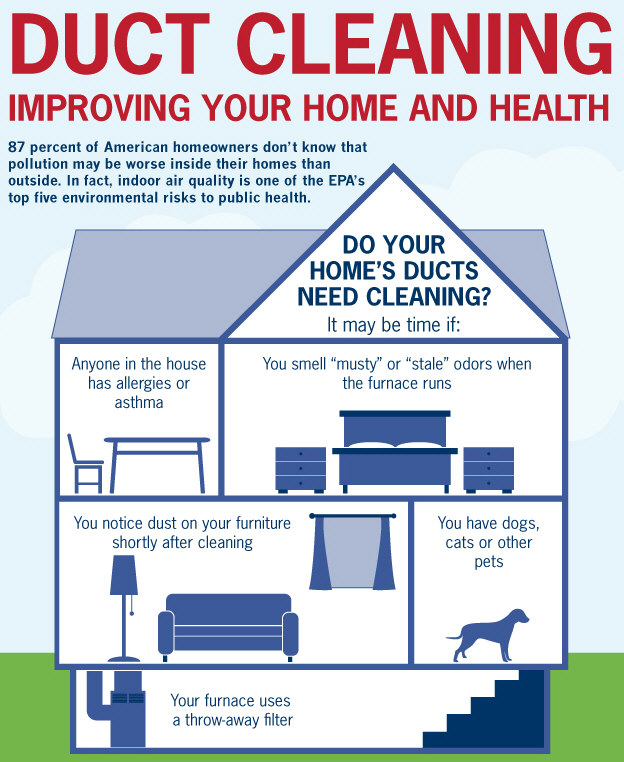 DUCT CLEANING
IMPROVING YOUR HOME AND HEALTH
87 percent of American homeowners don't know that
pollution may be worse inside their homes than
outside. In fact, indoor air quality is one of the EPA's
top five environmental risks to public health.
DO YOUR
HOME'S DUCTS
NEED CLEANING?
It may be time if:
Anyone in the house
has allergies or
asthma
You smell “musty” or “stale” odors when
the furnace runs
You notice dust on your furniture
shortly after cleaning
You have dogs,
cats or other
pets
Your furnace uses
a throw-away filter